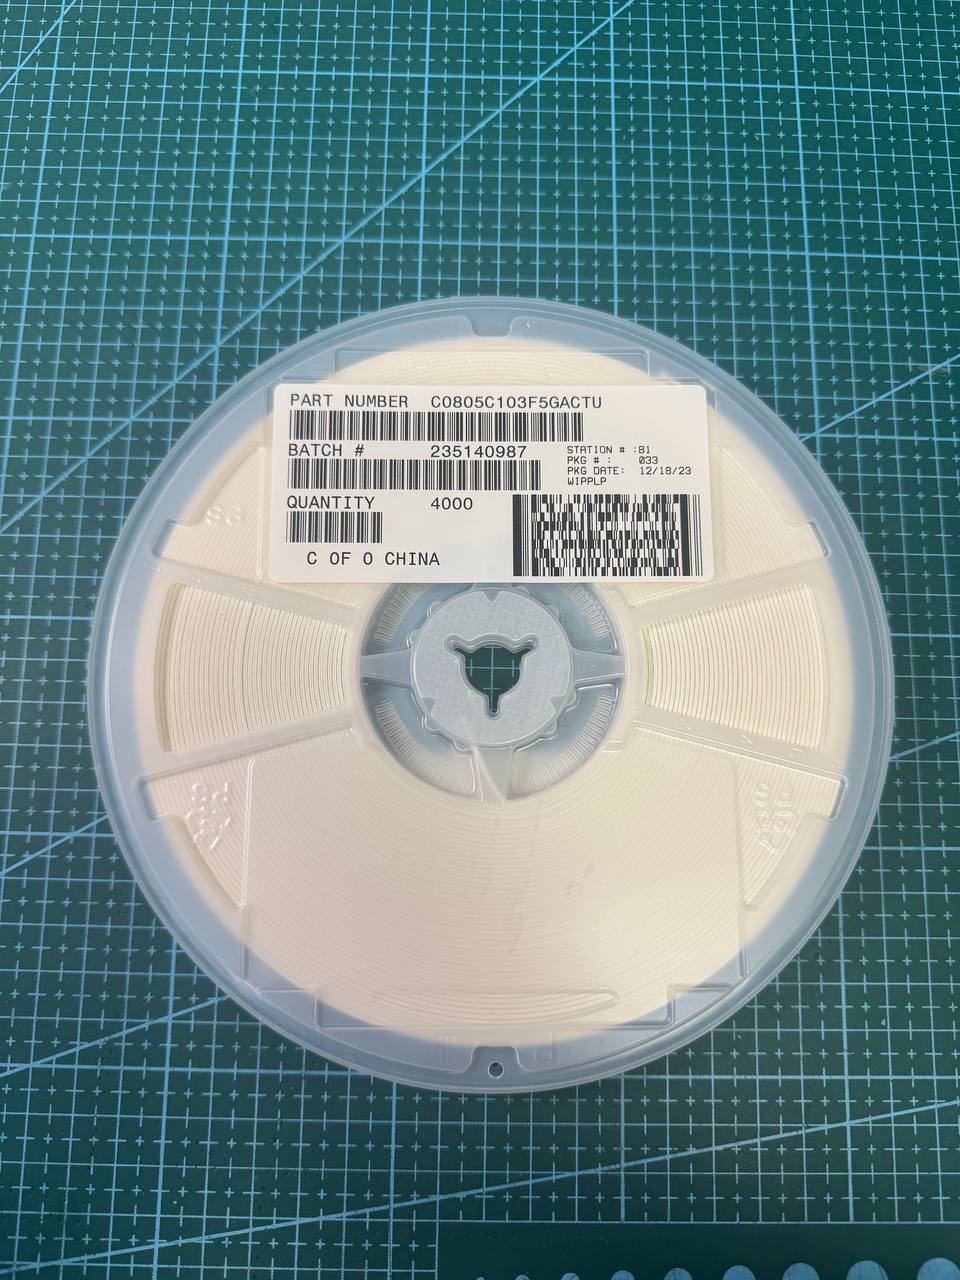 PART NUMBER C0805C103F5GACTU
BATCH # 235140987
STATION # :B1
PKG # : 033
PKG DATE: 12/18/23
WIPPLP
QUANTITY 4000
C OF O CHINA
PS